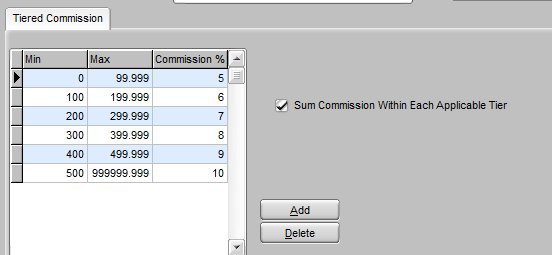 Tiered Commission
Min Max Commission %
0 99.999 5
100 199.999 6
200 299.999 7
300 399.999 8
400 499.999 9
500 999999.999 10
Sum Commission Within Each Applicable Tier
Add
Delete